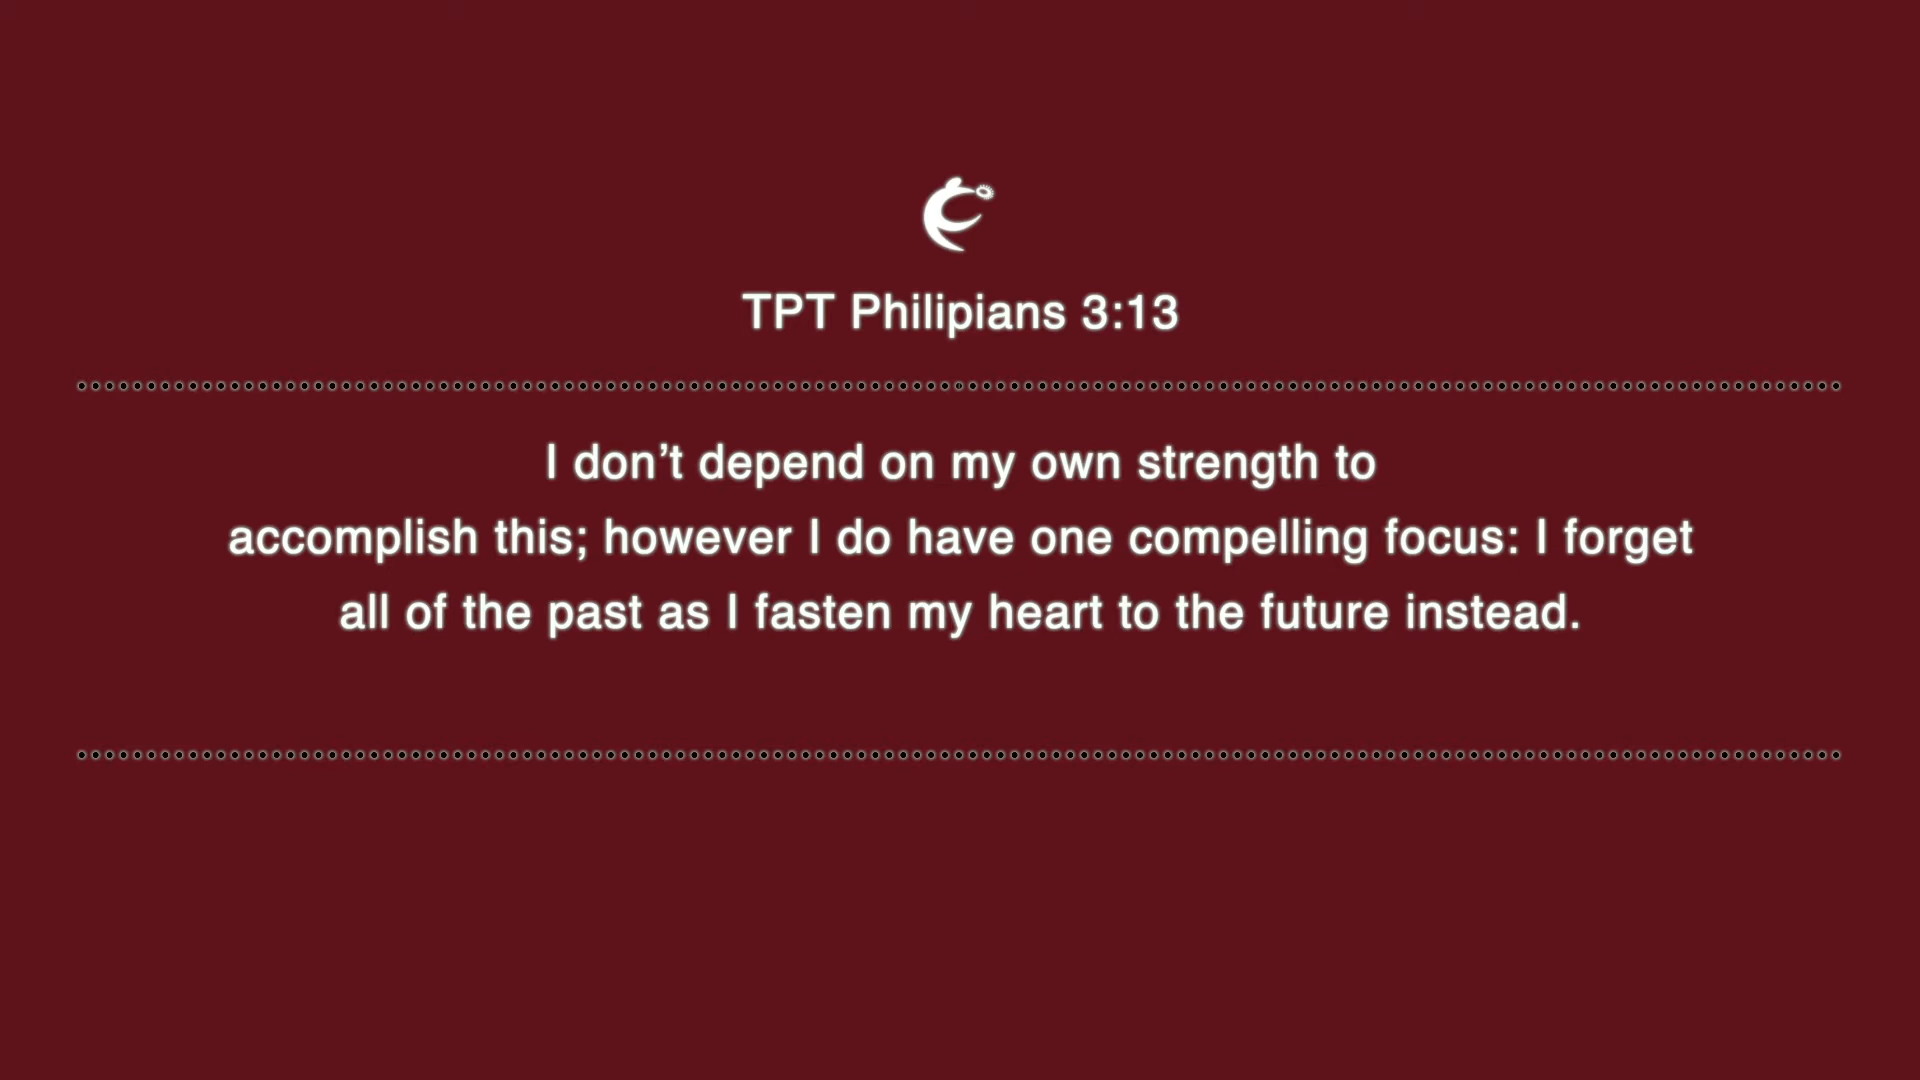 TPT Philipians 3:13
I don’t depend on my own strength to
accomplish this; however I do have one compelling focus: I forget
all of the past as I fasten my heart to the future instead.